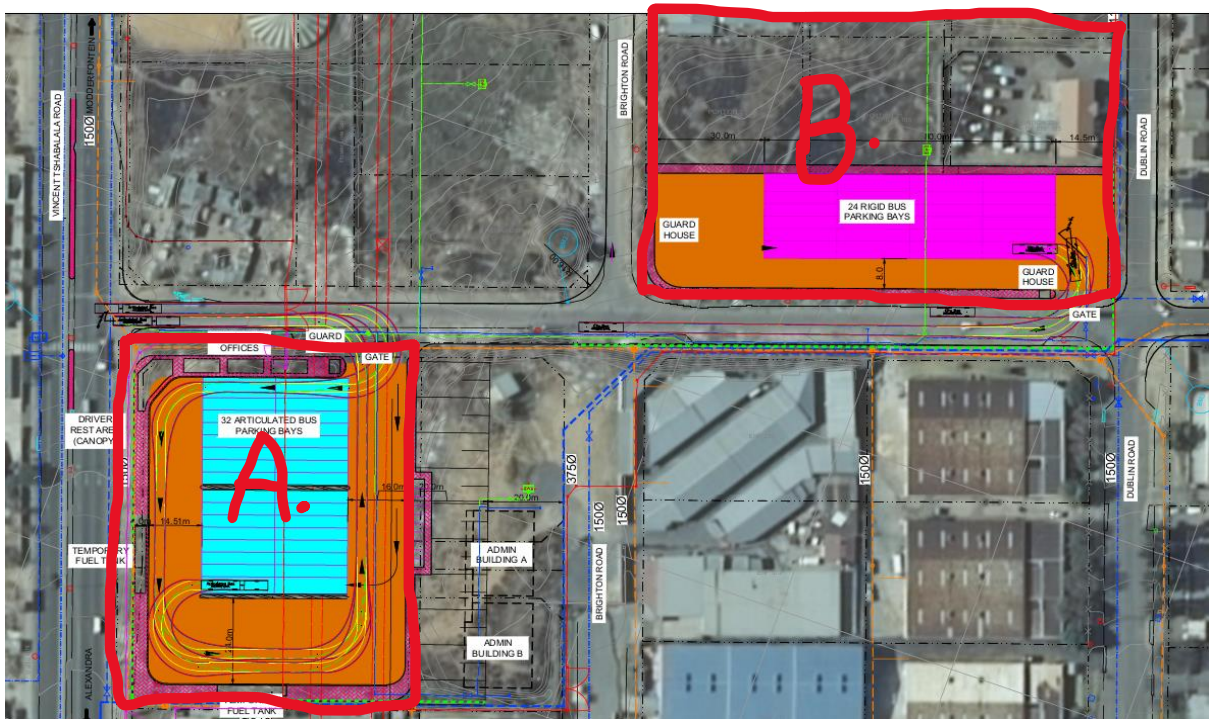 MODDERFONTEIN
150Ø
VINCENT TSHABALALA ROAD
BRIGHTON ROAD
B.
30.0m
14.5m
DUBLIN ROAD
24 RIGID BUS
PARKING BAYS
GUARD
HOUSE
8.0
GUARD
HOUSE
GATE
GUARD
OFFICES
GATE
DRIVER
REST AREA
(CANOPY
32 ARTICULATED BUS
PARKING BAYS
A.
16.0m
14.51m
20.0m
375Ø
150Ø
150Ø
150Ø
150Ø
DUBLIN ROAD
TEMPORARY
FUEL TANK
ADMIN
BUILDING A
BRIGHTON ROAD
ADMIN
BUILDING B
ALEXANDRA
FUEL TANK